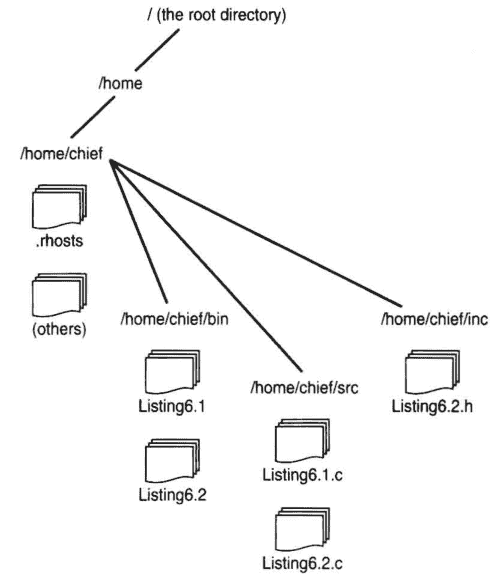 / (the root directory)
/home
/home/chief
.rhosts
(others)
/home/chief/bin
Listing6.1
Listing6.2
/home/chief/src
Listing6.1.c
Listing6.2.c
/home/chief/inc
Listing6.2.h